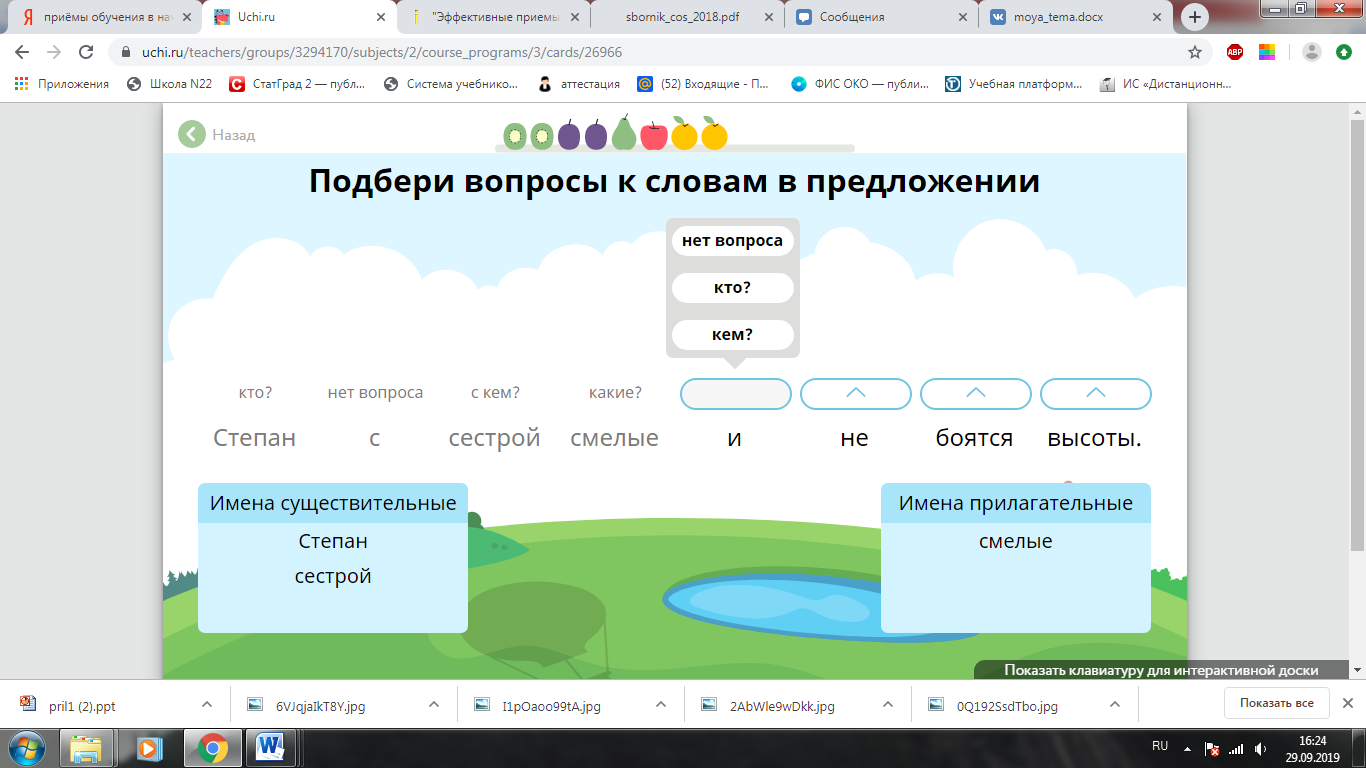 приёмы обучения в нач
Uchi.ru
"Эффективные приемы
sbornik_cos_2018.pdf
Сообщения
moya_tema.docx
uchi.ru/teachers/groups/3294170/subjects/2/course_programs/3/cards/26966
ABP
Приложения
Школа N22
СтатГрад 2 — публ...
Система учебнико...
аттестация
(52) Входящие - П...
ФИС ОКО — публи...
Учебная платформ...
ИС «Дистанционн...
Назад
Подбери вопросы к словам в предложении
нет вопроса
кто?
кем?
кто? нет вопроса с кем? какие?
Степан с сестрой смелые и не боятся высоты.
Имена существительные
Степан
сестрой
Имена прилагательные
смелые
Показать клавиатуру для интерактивной доски
pril1 (2).ppt
6VJqjaIkT8Y.jpg
I1pOaoo99tA.jpg
2AbWle9wDkk.jpg
0Q192SsdTbo.jpg
Показать все
RU
16:24
29.09.2019